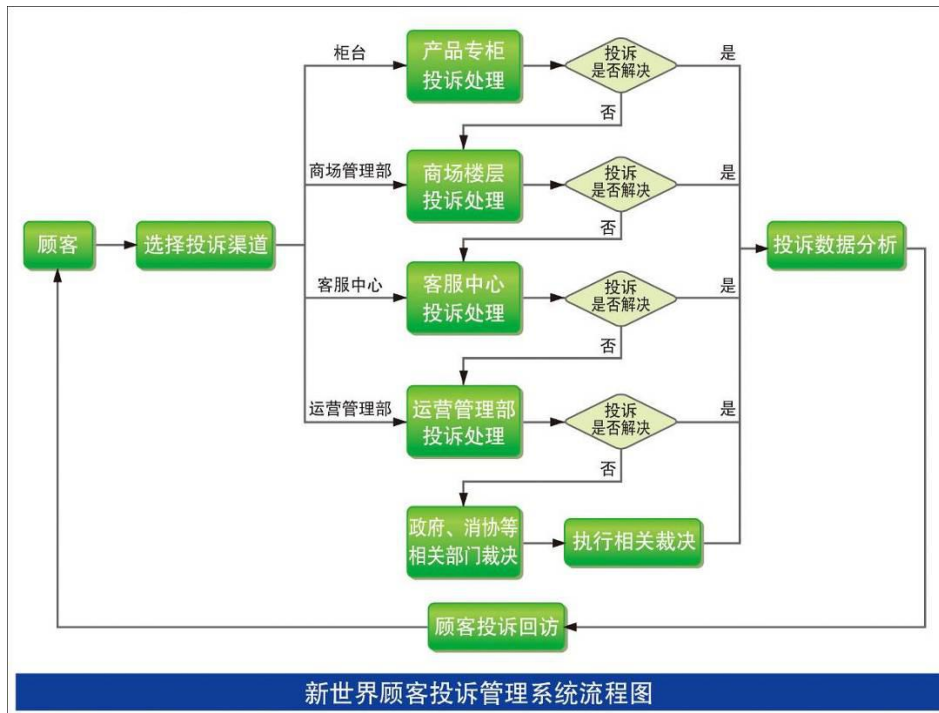 柜台
产品专柜
投诉处理
投诉
是否解决
是
否
商场管理部
商场楼层
投诉处理
投诉
是否解决
是
否
顾客
选择投诉渠道
投诉数据分析
客服中心
客服中心
投诉处理
投诉
是否解决
是
否
运营管理部
运营管理部
投诉处理
投诉
是否解决
是
否
政府、消协等
相关部门裁决
执行相关裁决
顾客投诉回访
新世界顾客投诉管理系统流程图